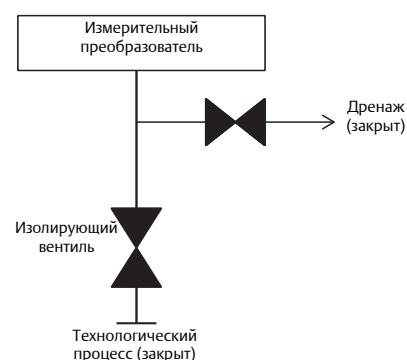 Измерительный
преобразователь
Дренаж
(закрыт)
Изолирующий
вентиль
Технологический
процесс (закрыт)